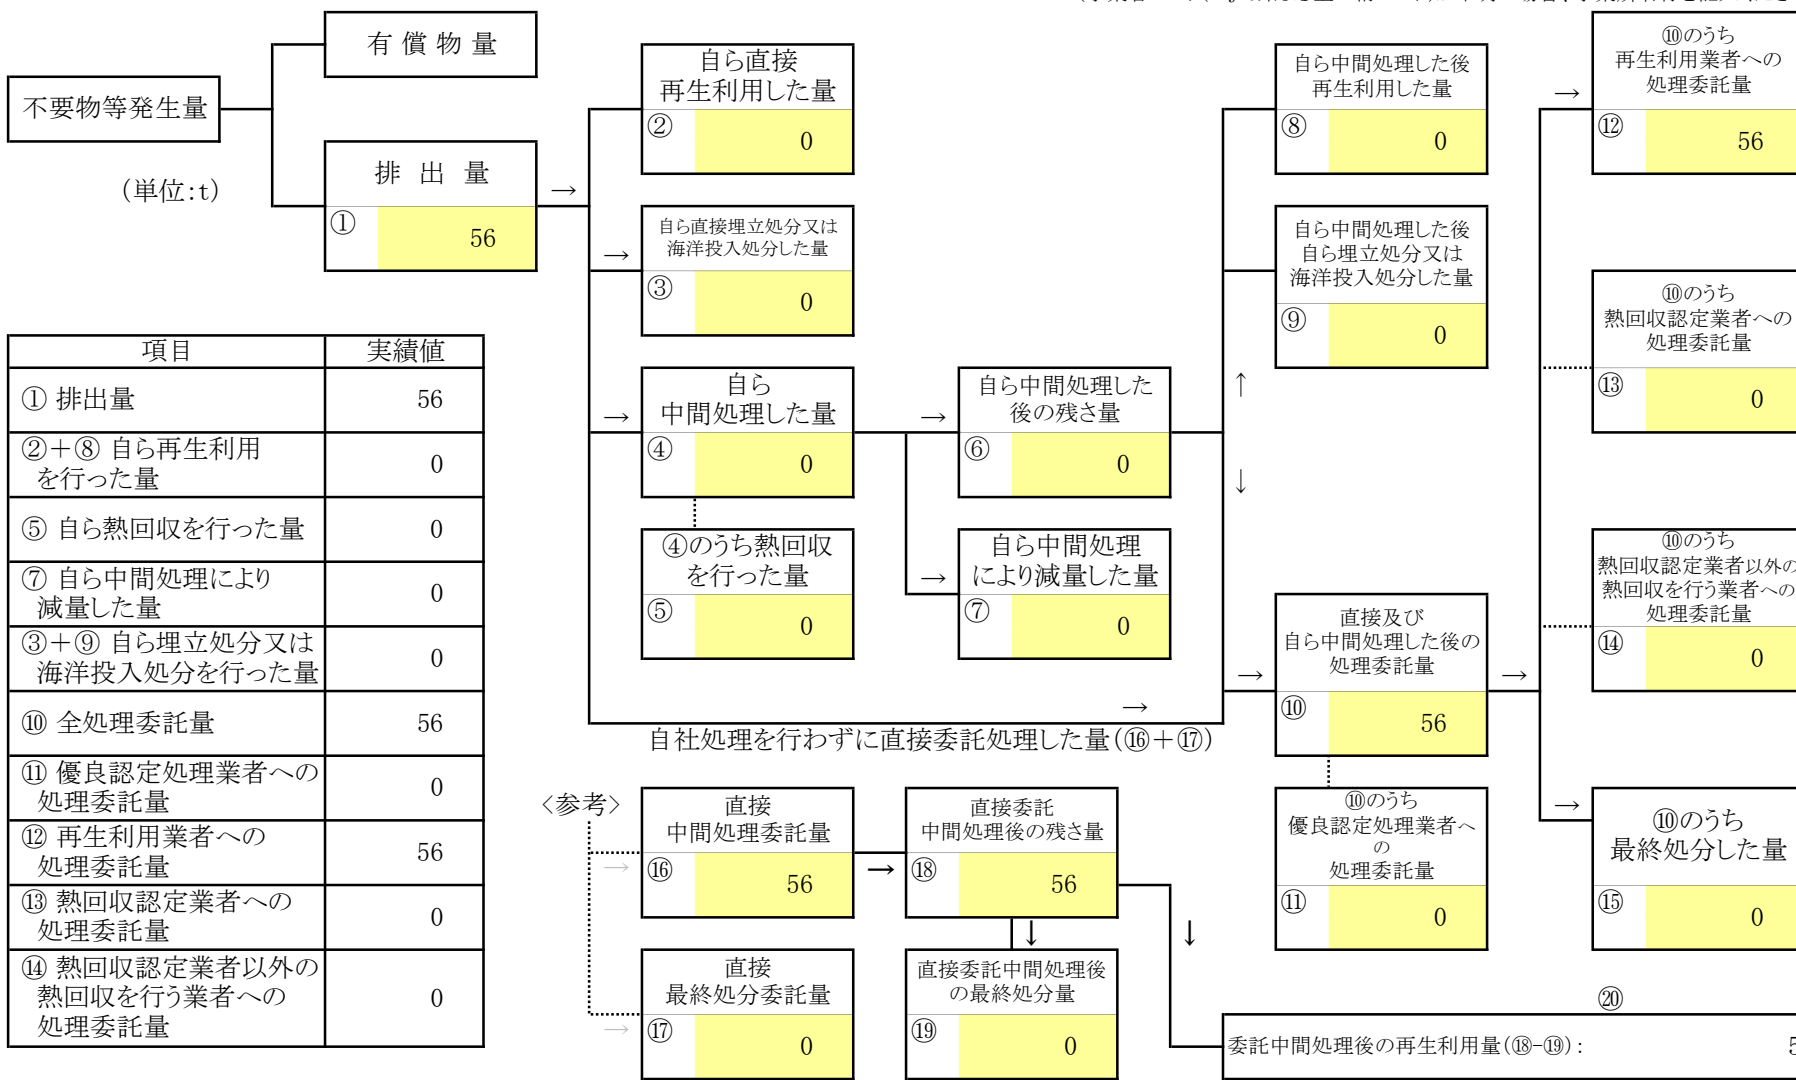 有 償 物 量
不要物等発生量
(単位:t)
排 出 量
①
56
→
自ら直接
再生利用した量
②
0
→
自ら直接埋立処分又は
海洋投入処分した量
③
0
→
自ら
中間処理した量
④
0
④のうち熱回収
を行った量
⑤
0
→
自ら中間処理した
後の残さ量
⑥
0
→
自ら中間処理
により減量した量
⑦
0
↑
↓
自ら中間処理した後
再生利用した量
⑧
0
自ら中間処理した後
自ら埋立処分又は
海洋投入処分した量
⑨
0
→
自社処理を行わずに直接委託処理した量(⑯+⑰)
→
直接及び
自ら中間処理した後の
処理委託量
⑩
56
→
⑩のうち
優良認定処理業者へ
の
処理委託量
⑪
0
→
⑩のうち
再生利用業者への
処理委託量
⑫
56
⑩のうち
熱回収認定業者への
処理委託量
⑬
0
⑩のうち
熱回収認定業者以外の
熱回収を行う業者への
処理委託量
⑭
0
→
⑩のうち
最終処分した量
⑮
0
項目 実績値
① 排出量 56
②+⑧ 自ら再生利用
を行った量 0
⑤ 自ら熱回収を行った量 0
⑦ 自ら中間処理により
減量した量 0
③+⑨ 自ら埋立処分又は
海洋投入処分を行った量 0
⑩ 全処理委託量 56
⑪ 優良認定処理業者への
処理委託量 0
⑫ 再生利用業者への
処理委託量 56
⑬ 熱回収認定業者への
処理委託量 0
⑭ 熱回収認定業者以外の
熱回収を行う業者への
処理委託量 0
〈参考〉
→
直接
中間処理委託量
⑯
56
→
直接委託
中間処理後の残さ量
⑱
56
↓
↓
→
直接
最終処分委託量
⑰
0
直接委託中間処理後
の最終処分量
⑲
0
⑳
委託中間処理後の再生利用量(⑱-⑲): 5